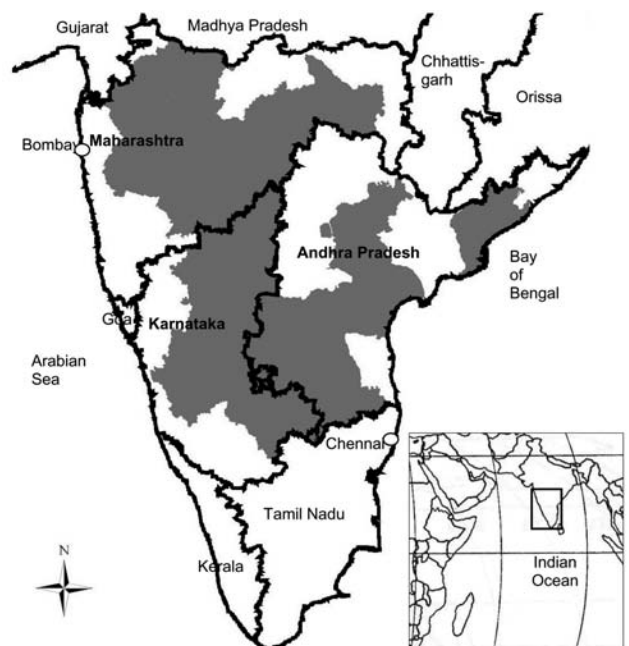 Gujarat
Madhya Pradesh
Chhattis-
garh
Orissa
Bombay
Maharashtra
Andhra Pradesh
Bay
of
Bengal
Goa
Karnataka
Arabian
Sea
Chennai
Tamil Nadu
Kerala
N
Indian
Ocean